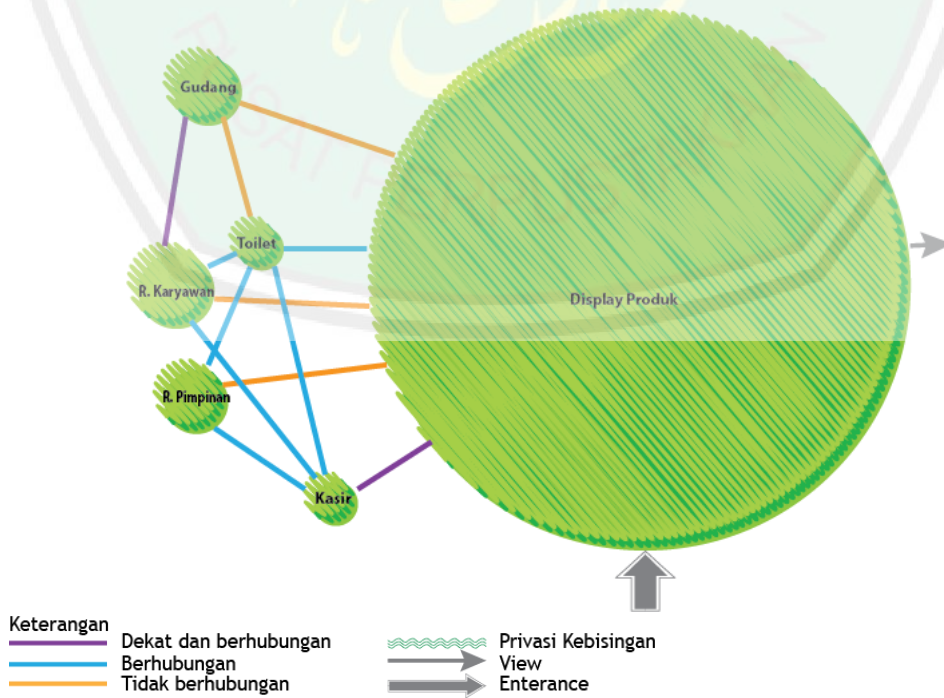 Gudang
Toilet
R. Karyawan
Display Produk
R. Pimpinan
Kasir
Keterangan
Dekat dan berhubungan
Berhubungan
Tidak berhubungan
Privasi Kebisingan
View
Enterance